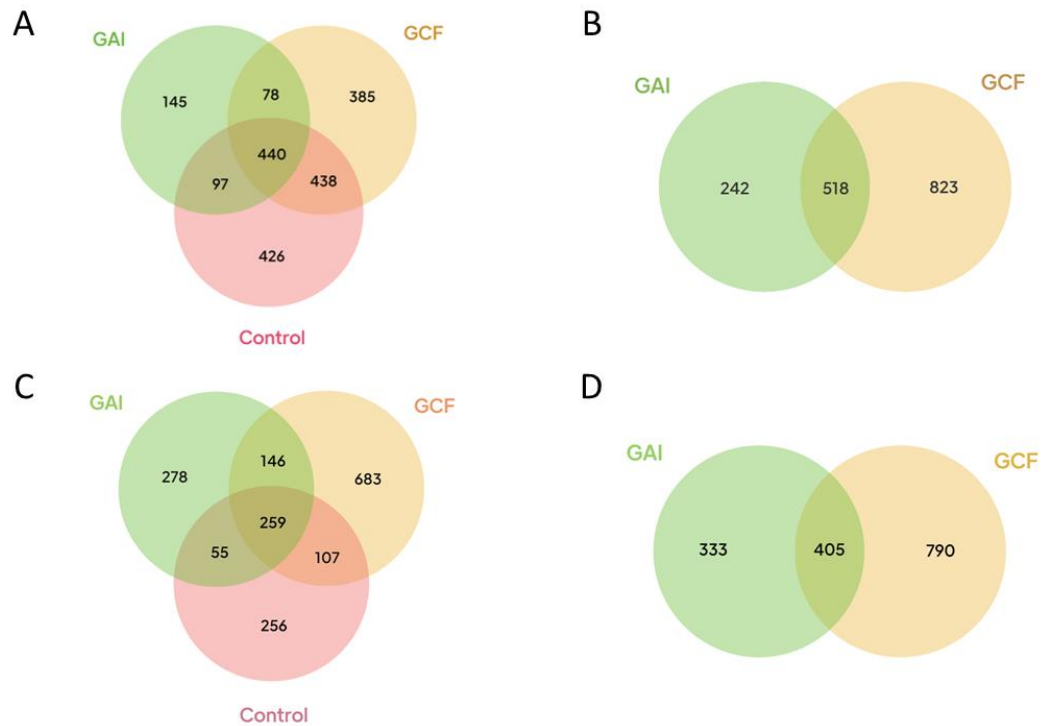 A
GAI
GCF
145
78
385
440
97
438
426
Control
B
GAI
GCF
242
518
823
C
GAI
GCF
278
146
683
259
55
107
256
Control
D
GAI
GCF
333
405
790